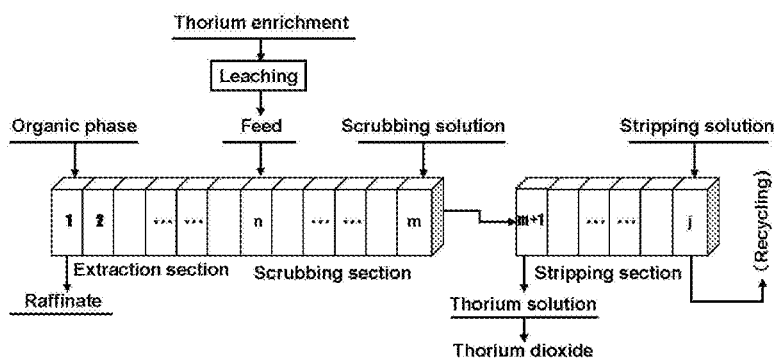 Thorium enrichment
Leaching
Organic phase
Feed
Scrubbing solution
Stripping solution
1 2 ... ... n ... ... m
m+1 ... ... j
(Recycling)
Extraction section
Scrubbing section
Stripping section
Raffinate
Thorium solution
Thorium dioxide